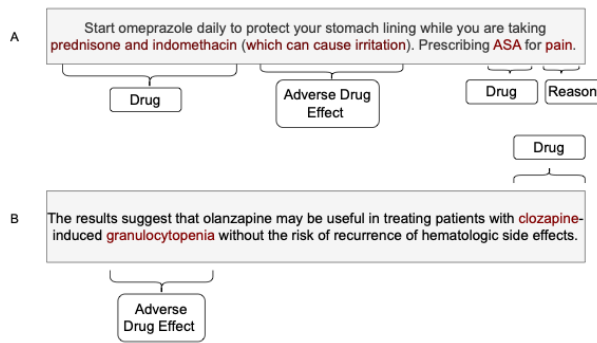 A
Start omeprazole daily to protect your stomach lining while you are taking
prednisone and indomethacin (which can cause irritation). Prescribing ASA for pain.
Drug
Adverse Drug
Effect
Drug
Reason
Drug
B
The results suggest that olanzapine may be useful in treating patients with clozapine-
induced granulocytopenia without the risk of recurrence of hematologic side effects.
Adverse
Drug Effect